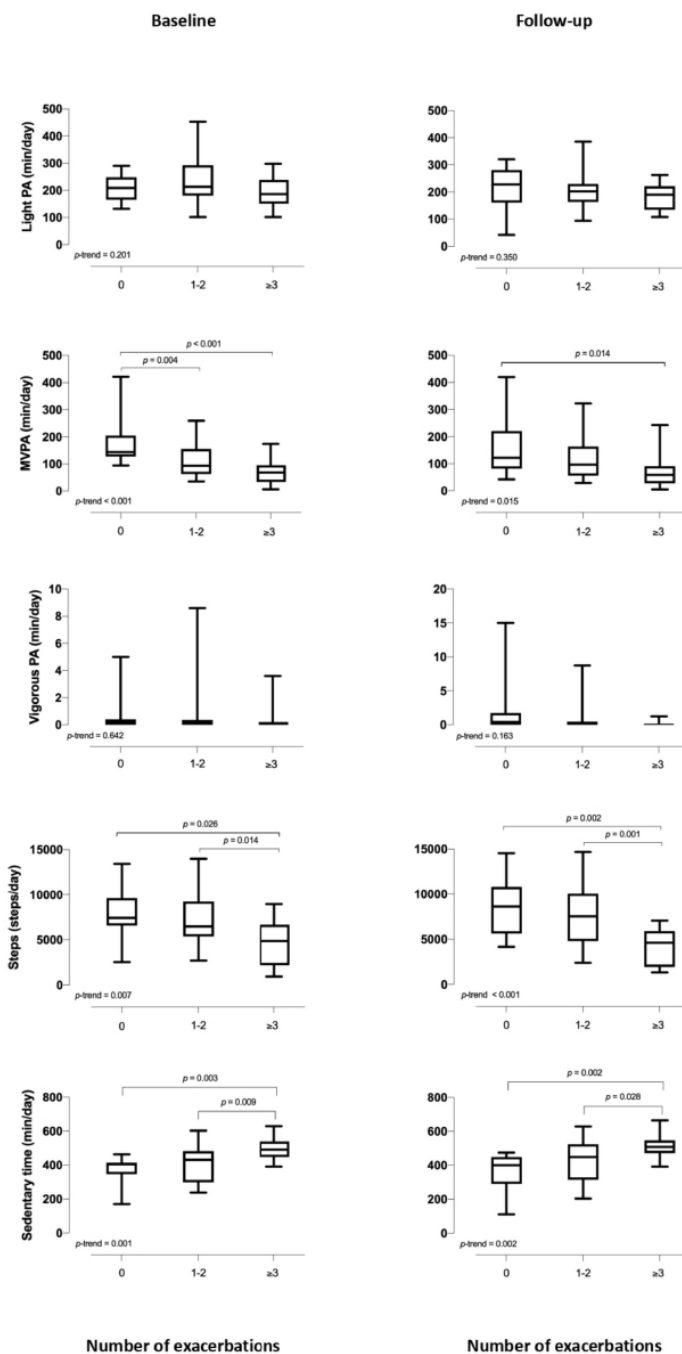 Baseline Follow-up
Light PA (min/day)
500 500
400 400
300 300
200 200
100 100
0 0
p-trend = 0.201 p-trend = 0.350
0 1-2 ≥3 0 1-2 ≥3
MVPA (min/day)
p < 0.001
p = 0.004 p = 0.014
500 500
400 400
300 300
200 200
100 100
0 0
p-trend < 0.001 p-trend = 0.015
0 1-2 ≥3 0 1-2 ≥3
Vigorous PA (min/day)
10 20
8 15
6 10
4 5
2 0
0
p-trend = 0.642 p-trend = 0.163
0 1-2 ≥3 0 1-2 ≥3
Steps (steps/day)
p = 0.026 p = 0.002
p = 0.014 p = 0.001
15000 15000
10000 10000
5000 5000
0 0
p-trend = 0.007 p-trend < 0.001
0 1-2 ≥3 0 1-2 ≥3
Sedentary time (min/day)
p = 0.003 p = 0.002
p = 0.009 p = 0.028
800 800
600 600
400 400
200 200
0 0
p-trend = 0.001 p-trend = 0.002
0 1-2 ≥3 0 1-2 ≥3
Number of exacerbations Number of exacerbations